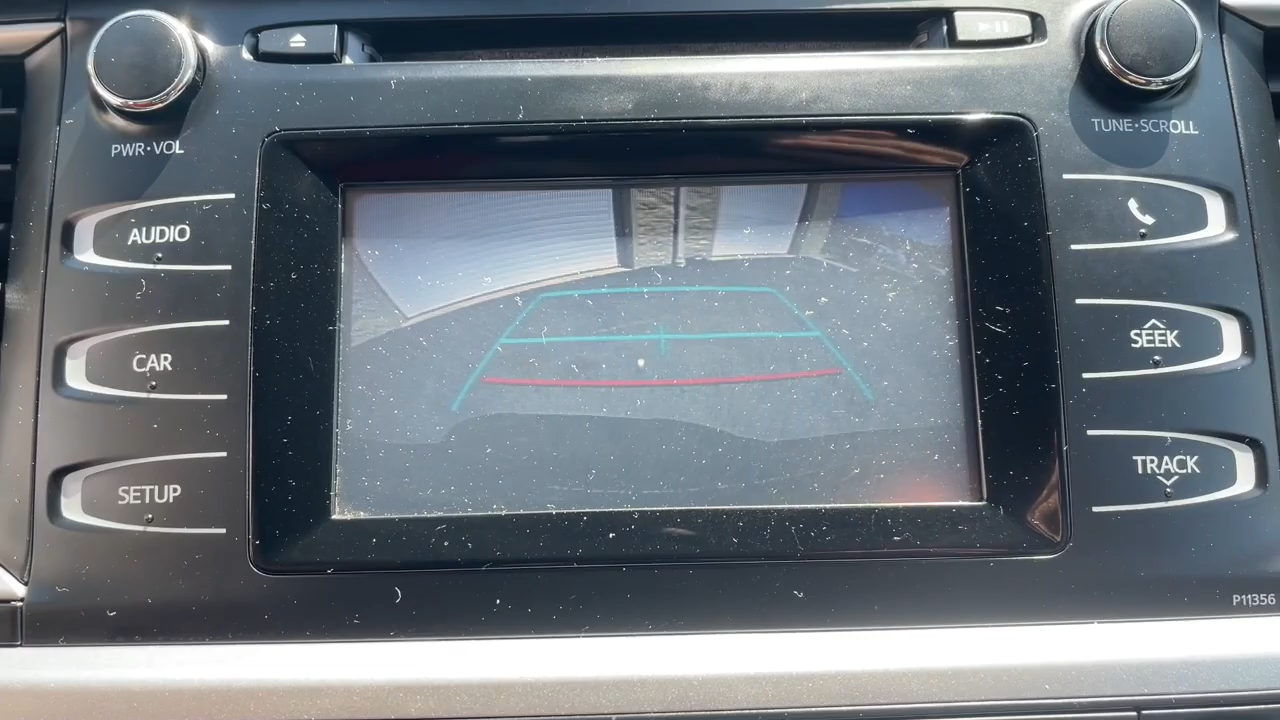 PWR·VOL
TUNE·SCROLL
AUDIO
CAR
SEEK
SETUP
TRACK
P11356